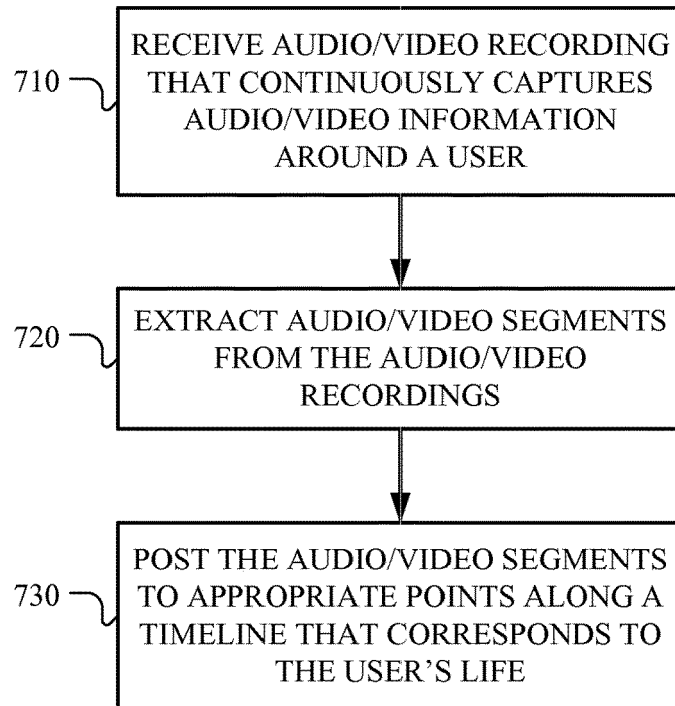 710
RECEIVE AUDIO/VIDEO RECORDING
THAT CONTINUOUSLY CAPTURES
AUDIO/VIDEO INFORMATION
AROUND A USER
720
EXTRACT AUDIO/VIDEO SEGMENTS
FROM THE AUDIO/VIDEO
RECORDINGS
730
POST THE AUDIO/VIDEO SEGMENTS
TO APPROPRIATE POINTS ALONG A
TIMELINE THAT CORRESPONDS TO
THE USER'S LIFE